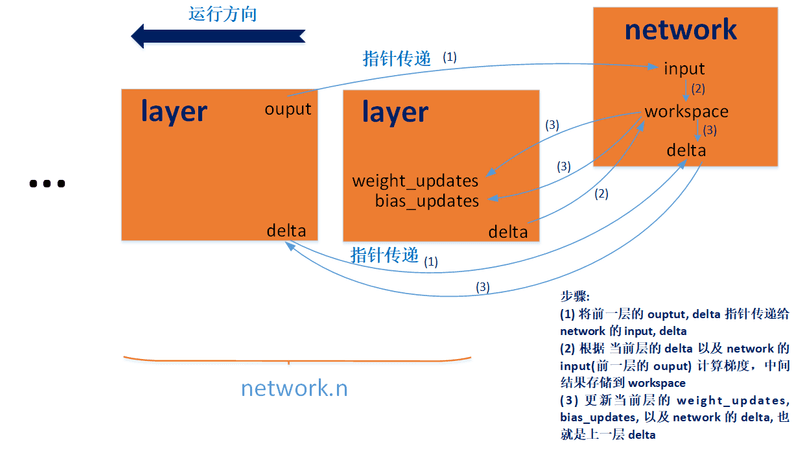 运行方向
network
指针传递 (1)
input
(2)
layer
ouput
layer
workspace
(3)
(3)
delta
...
(3)
weight_updates
bias_updates
(2)
delta
delta
指针传递
(1)
(3)
network.n
步骤:
(1) 将前一层的 ouptut, delta 指针传递给
network 的 input, delta
(2) 根据 当前层的 delta 以及 network 的
input(前一层的 ouput) 计算梯度，中间
结果存储到 workspace
(3) 更新当前层的 weight_updates,
bias_updates, 以及 network 的 delta, 也
就是上一层 delta